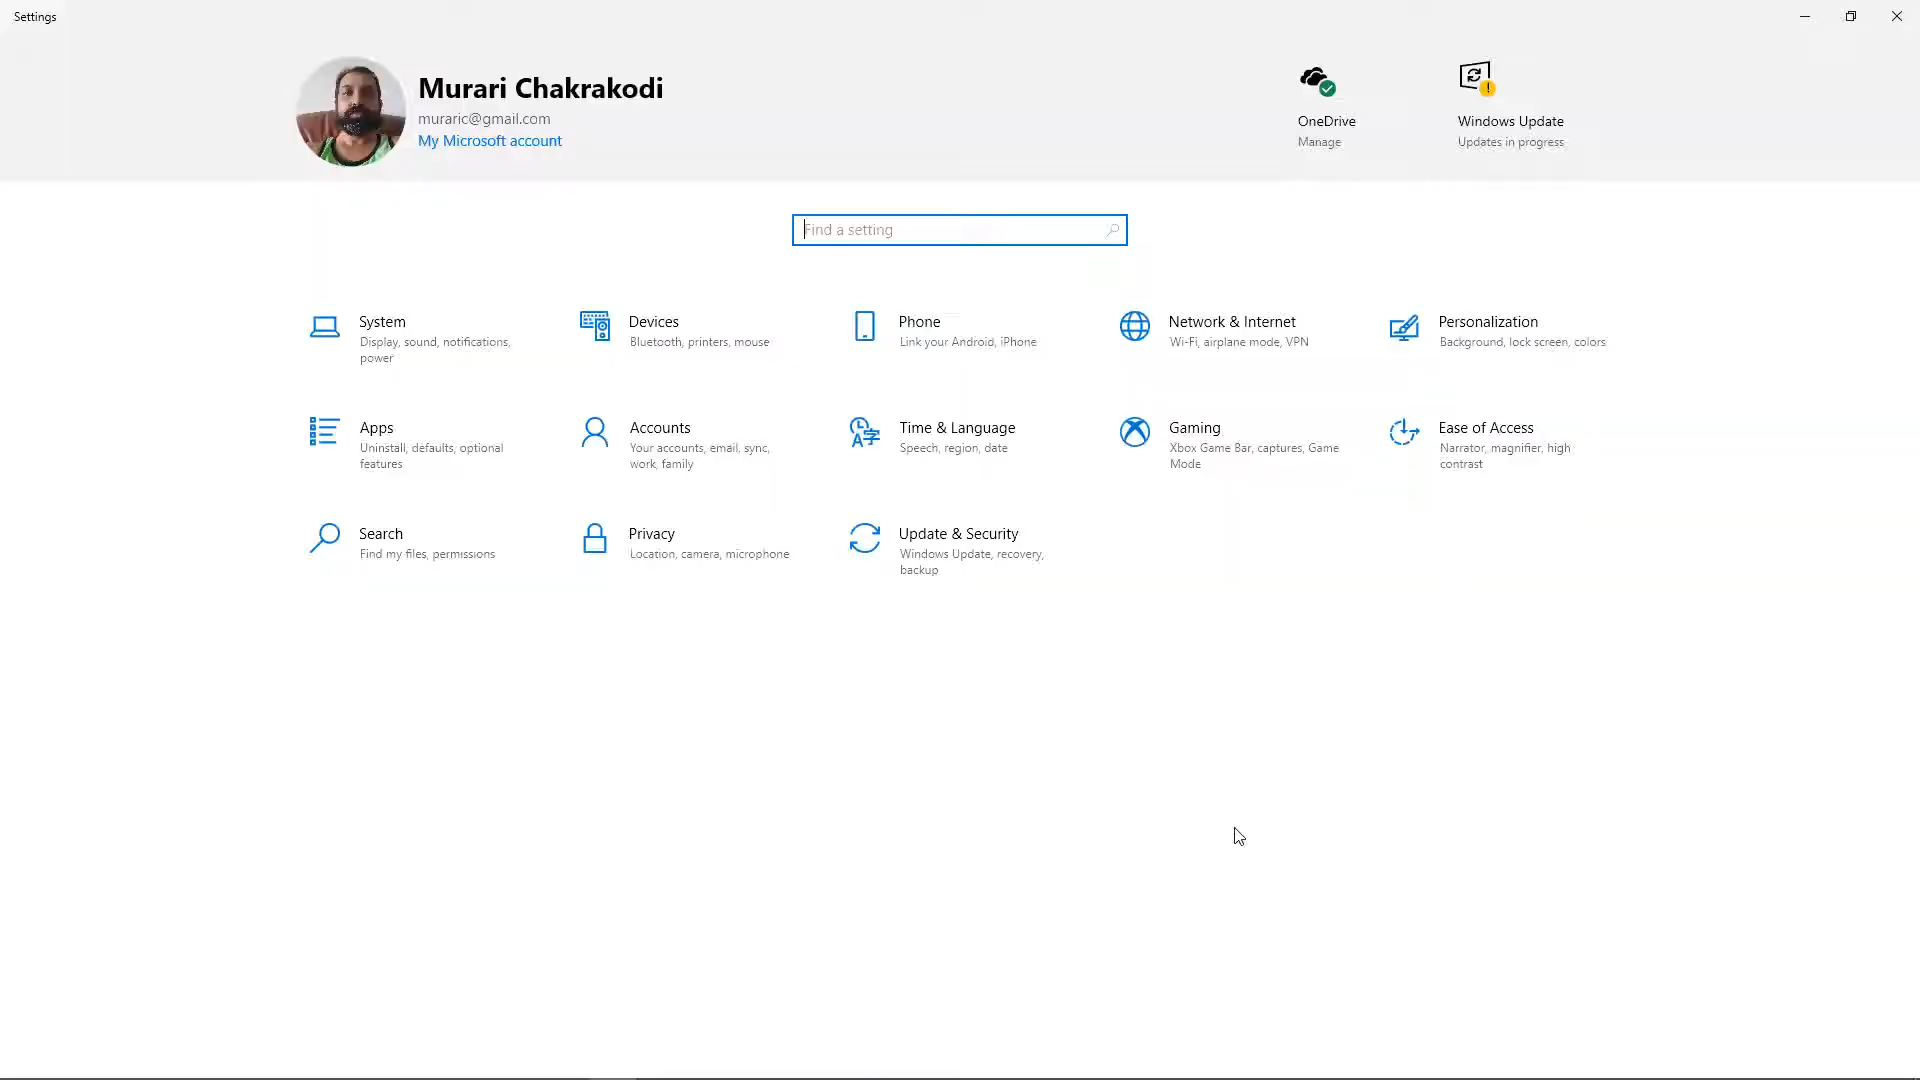 Settings
Murari Chakrakodi
muraric@gmail.com
My Microsoft account
OneDrive
Manage
Windows Update
Updates in progress
Find a setting
System
Display, sound, notifications,
power
Devices
Bluetooth, printers, mouse
Phone
Link your Android, iPhone
Network & Internet
Wi-Fi, airplane mode, VPN
Personalization
Background, lock screen, colors
Apps
Uninstall, defaults, optional
features
Accounts
Your accounts, email, sync,
work, family
Time & Language
Speech, region, date
Gaming
Xbox Game Bar, captures, Game
Mode
Ease of Access
Narrator, magnifier, high
contrast
Search
Find my files, permissions
Privacy
Location, camera, microphone
Update & Security
Windows Update, recovery,
backup